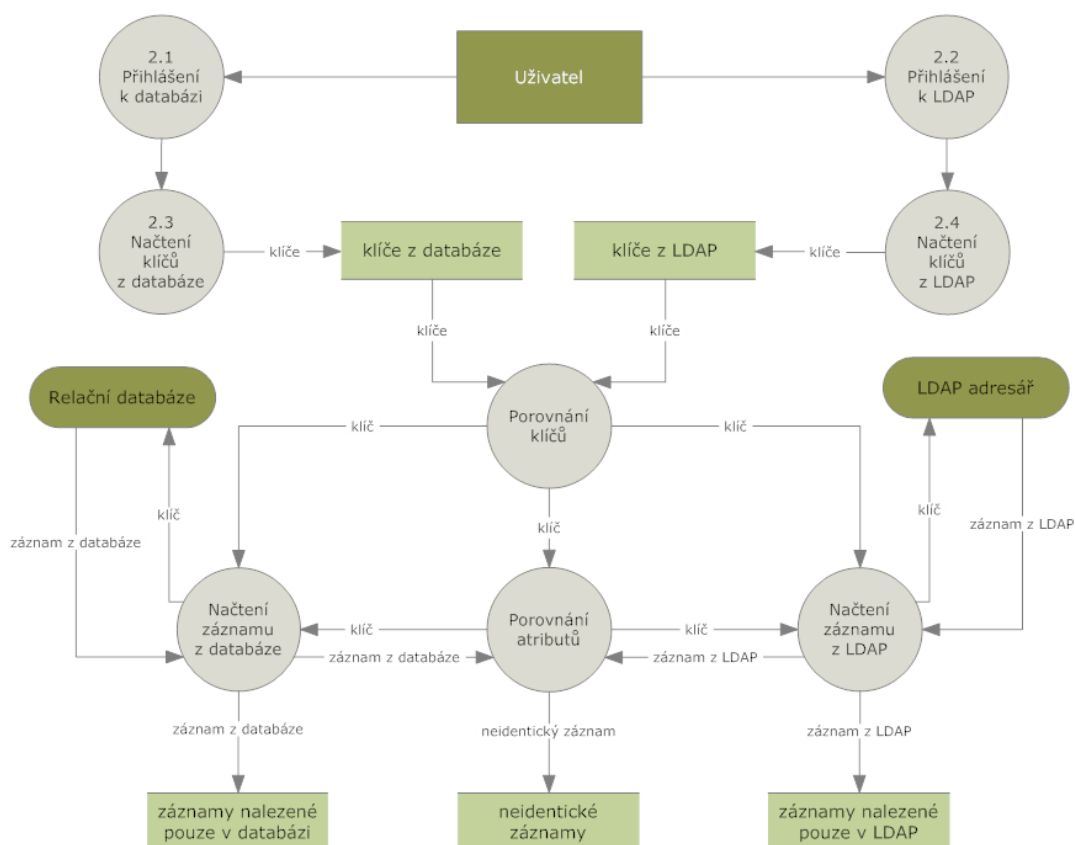 2.1
Přihlášení
k databázi
Uživatel
2.2
Přihlášení
k LDAP
2.3
Načtení
klíčů
z databáze
klíče
klíče z databáze
klíče z LDAP
klíče
2.4
Načtení
klíčů
z LDAP
klíče
klíče
Relační databáze
Porovnání
klíčů
LDAP adresář
klíč
klíč
klíč
klíč
klíč
záznam z databáze
záznam z LDAP
Načtení
záznamu
z databáze
klíč
Porovnání
atributů
klíč
Načtení
záznamu
z LDAP
záznam z databáze
záznam z LDAP
záznam z databáze
neidentický záznam
záznam z LDAP
záznamy nalezené
pouze v databázi
neidentické
záznamy
záznamy nalezené
pouze v LDAP